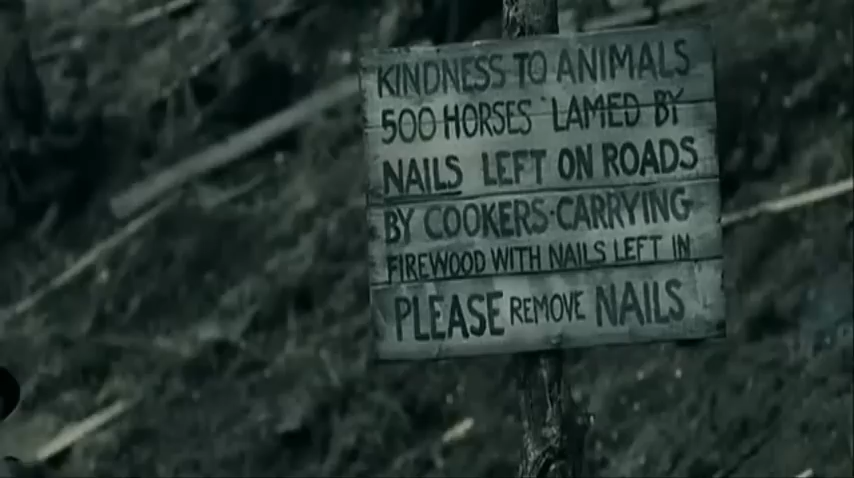 KINDNESS TO ANIMALS
500 HORSES LAMED BY
NAILS LEFT ON ROADS
BY COOKERS·CARRYING
FIREWOOD WITH NAILS LEFT IN
PLEASE REMOVE NAILS